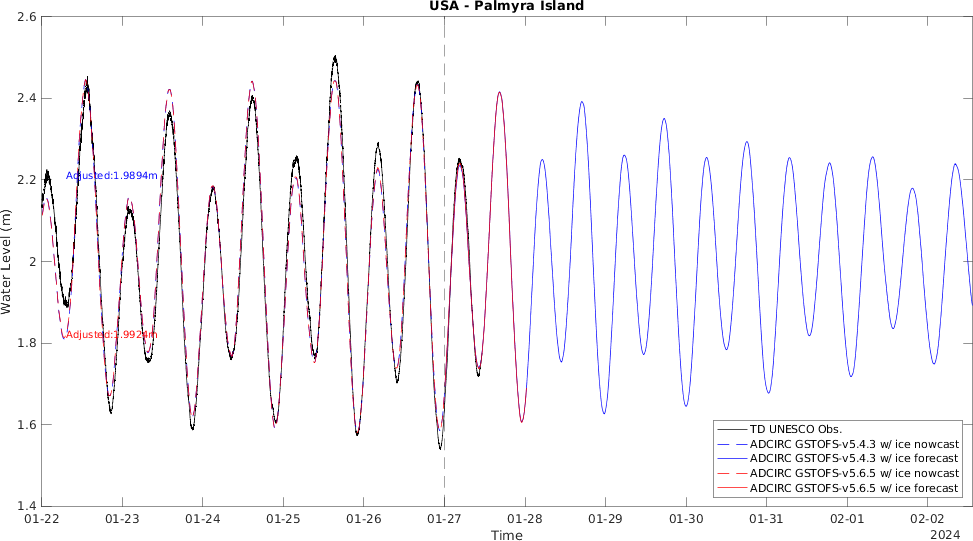 USA - Palmyra Island
2.6
2.4
2.2
2
1.8
1.6
1.4
Water Level (m)
Adjusted:1.9894m
Adjusted:1.9924m
TD UNESCO Obs.
ADCIRC GSTOFS-v5.4.3 w/ ice nowcast
ADCIRC GSTOFS-v5.4.3 w/ ice forecast
ADCIRC GSTOFS-v5.6.5 w/ ice nowcast
ADCIRC GSTOFS-v5.6.5 w/ ice forecast
01-22 01-23 01-24 01-25 01-26 01-27 01-28 01-29 01-30 01-31 02-01 02-02
Time
2024